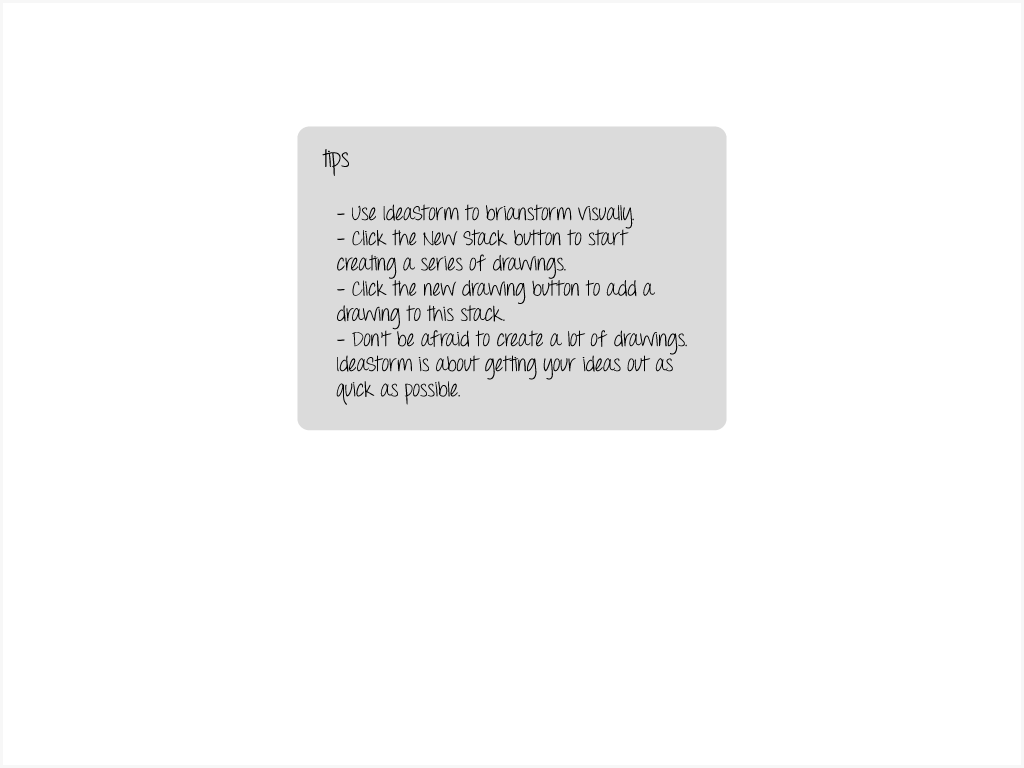 tips
- Use IdeaStorm to brianstorm visually.
- Click the New Stack button to start
creating a series of drawings.
- Click the new drawing button to add a
drawing to this stack.
- Don't be afraid to create a lot of drawings.
IdeaStorm is about getting your ideas out as
quick as possible.